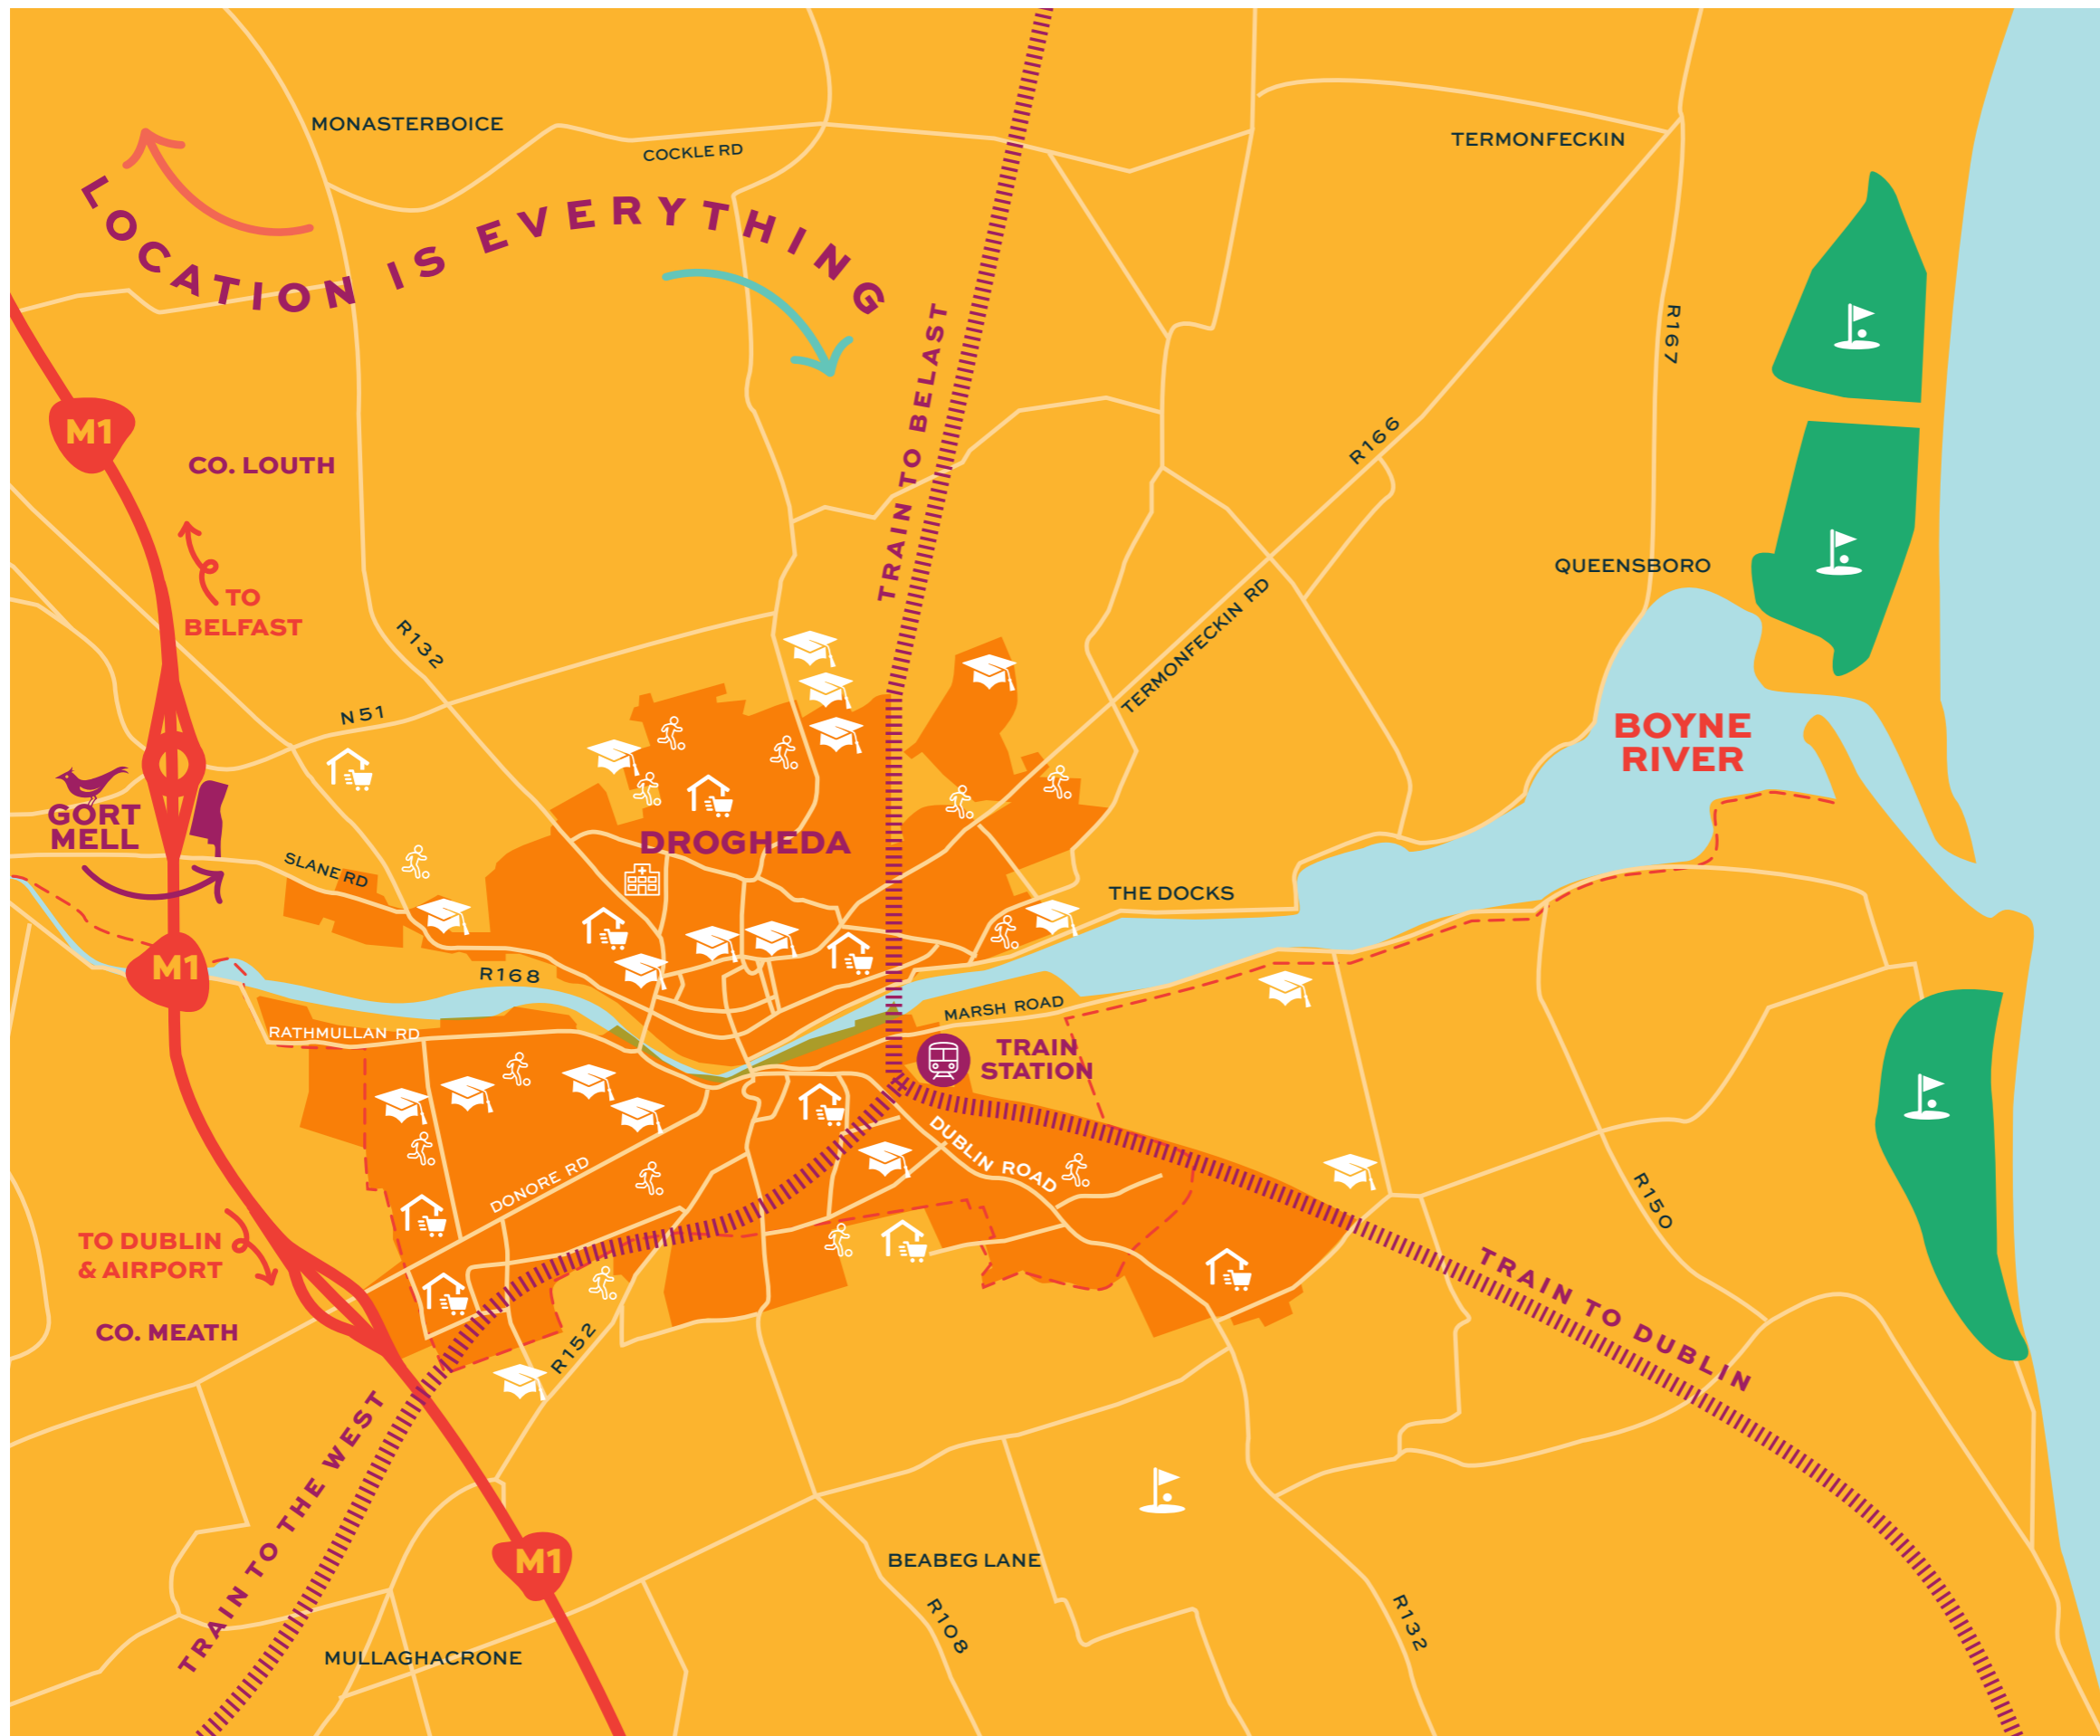 MONASTERBOICE
COCKLE RD
TERMONFECKIN
LOCATION IS EVERYTHING
R167
TRAIN TO BELAST
M1
CO. LOUTH
R166
TO
BELFAST
QUEENSBORO
R132
TERMONFECKIN RD
N51
BOYNE
RIVER
GORT
MELL
DROGHEDA
SLANE RD
THE DOCKS
M1
R168
MARSH ROAD
RATHMULLAN RD
TRAIN
STATION
DUBLIN ROAD
DONORE RD
R150
TO DUBLIN
& AIRPORT
TRAIN TO DUBLIN
CO. MEATH
R152
TRAIN TO THE WEST
M1
BEABEG LANE
R108
R132
MULLAGHACRONE